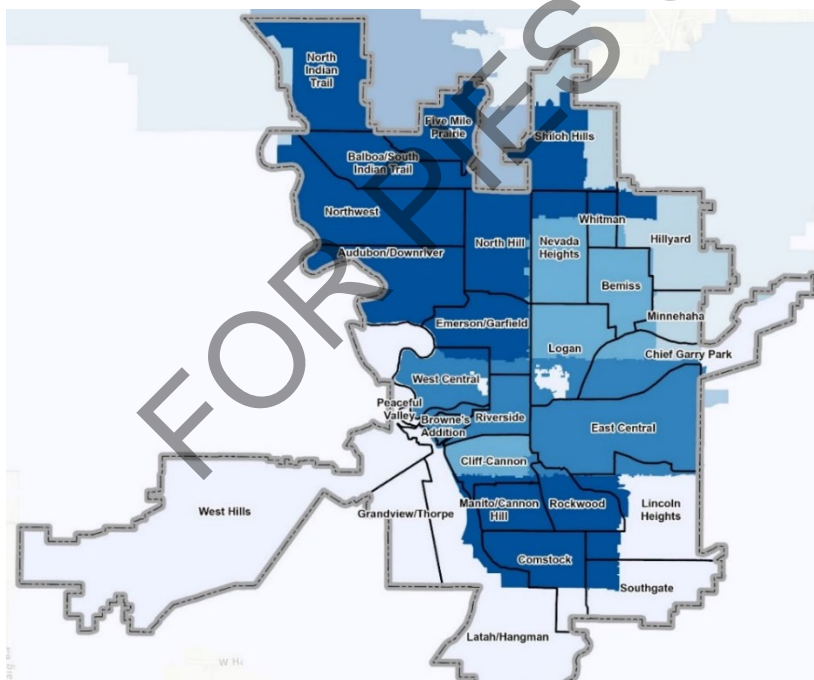 North
Indian
Trail
Five Mile
Prairie
Shiloh Hills
Balboa/South
Indian Trail
Northwest
Whitman
Audubon/Downriver
North Hill
Nevada
Heights
Hillyard
Bemiss
Minnehaha
Emerson/Garfield
Logan
Chief Garry Park
West Central
Peaceful
Valley
Browne's
Addition
Riverside
East Central
Cliff-Cannon
West Hills
Grandview/Thorpe
Manito/Cannon
Hill
Rockwood
Lincoln
Heights
Comstock
Southgate
Latah/Hangman
FOR PIES